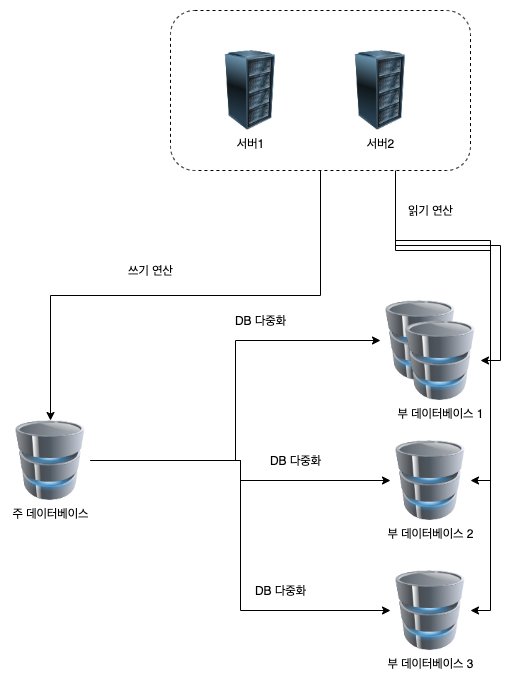 서버1
서버2
읽기 연산
쓰기 연산
DB 다중화
부 데이터베이스 1
DB 다중화
주 데이터베이스
부 데이터베이스 2
DB 다중화
부 데이터베이스 3